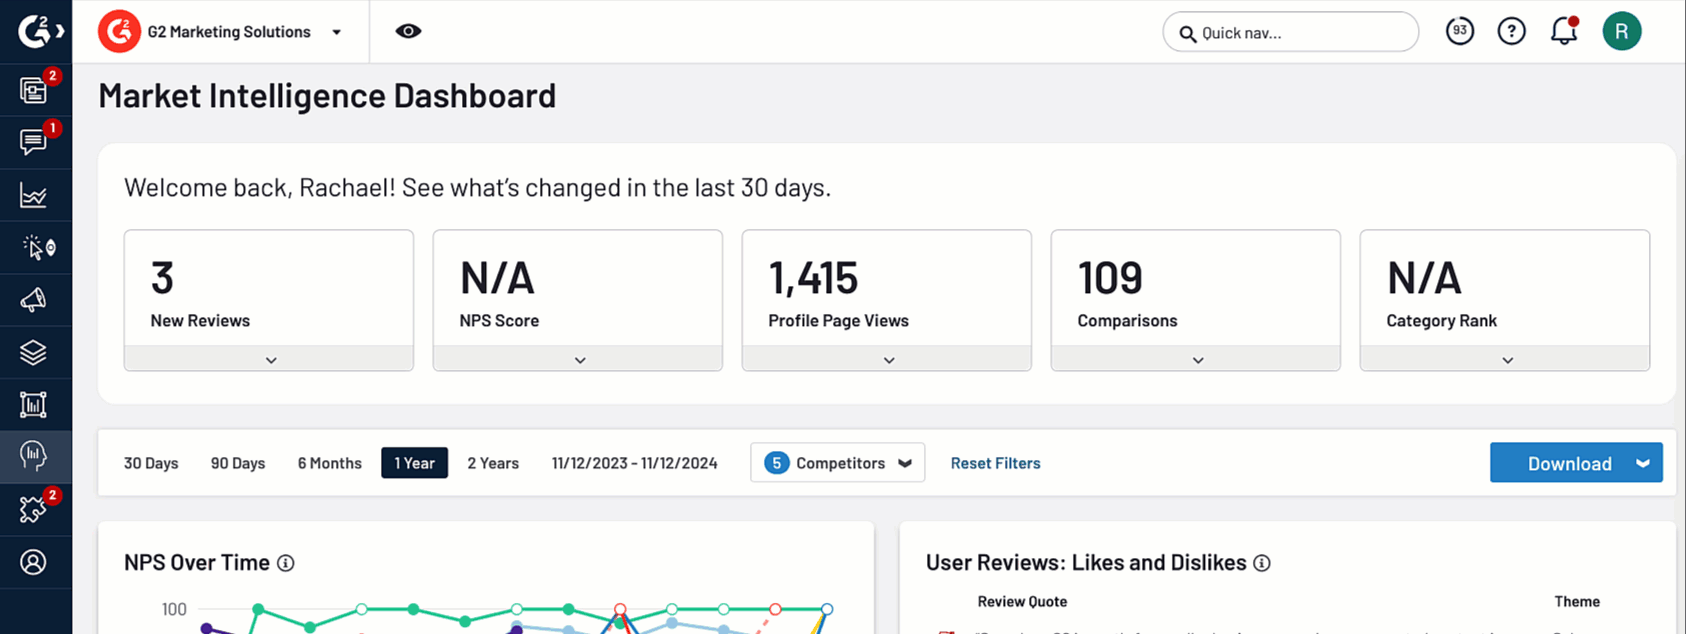 G2 Marketing Solutions
Quick nav...
93
R
2
1
2
Market Intelligence Dashboard
Welcome back, Rachael! See what's changed in the last 30 days.
3
New Reviews
N/A
NPS Score
1,415
Profile Page Views
109
Comparisons
N/A
Category Rank
30 Days 90 Days 6 Months 1 Year 2 Years 11/12/2023 - 11/12/2024 5 Competitors Reset Filters Download
NPS Over Time
100
User Reviews: Likes and Dislikes
Review Quote Theme